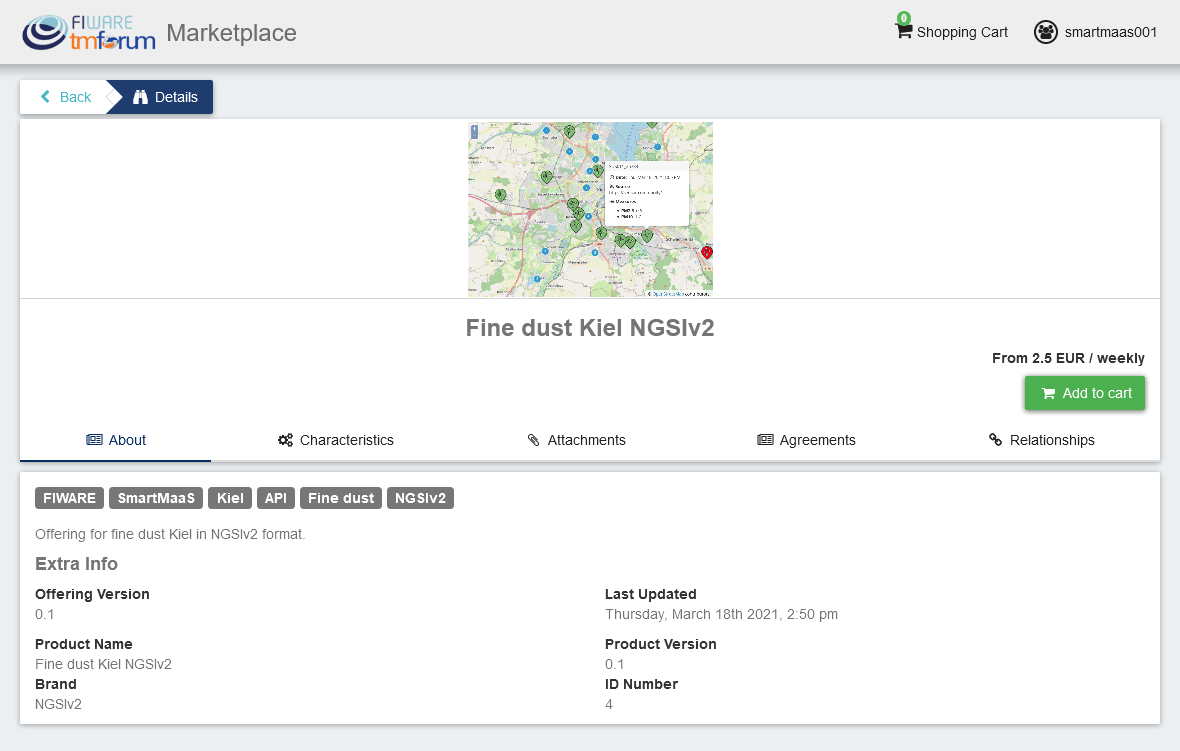 FIWARE
tmforum
Marketplace
0
Shopping Cart
smartmaas001
Back
Details
© OpenStreetMap contributors.
Fine dust Kiel NGSIv2
From 2.5 EUR / weekly
Add to cart
About
Characteristics
Attachments
Agreements
Relationships
FIWARE SmartMaaS Kiel API Fine dust NGSIv2
Offering for fine dust Kiel in NGSIv2 format.
Extra Info
Offering Version
0.1
Last Updated
Thursday, March 18th 2021, 2:50 pm
Product Name
Fine dust Kiel NGSIv2
Product Version
0.1
Brand
NGSIv2
ID Number
4